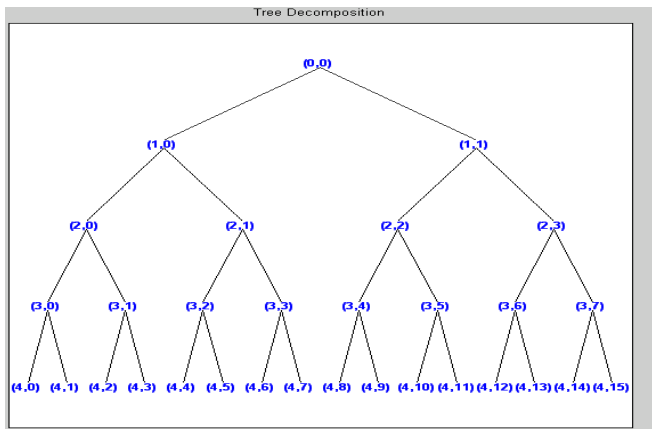 Tree Decomposition
(0,0)
(1,0) (1,1)
(2,0) (2,1) (2,2) (2,3)
(3,0) (3,1) (3,2) (3,3) (3,4) (3,5) (3,6) (3,7)
(4,0) (4,1) (4,2) (4,3) (4,4) (4,5) (4,6) (4,7) (4,8) (4,9) (4,10) (4,11) (4,12) (4,13) (4,14) (4,15)